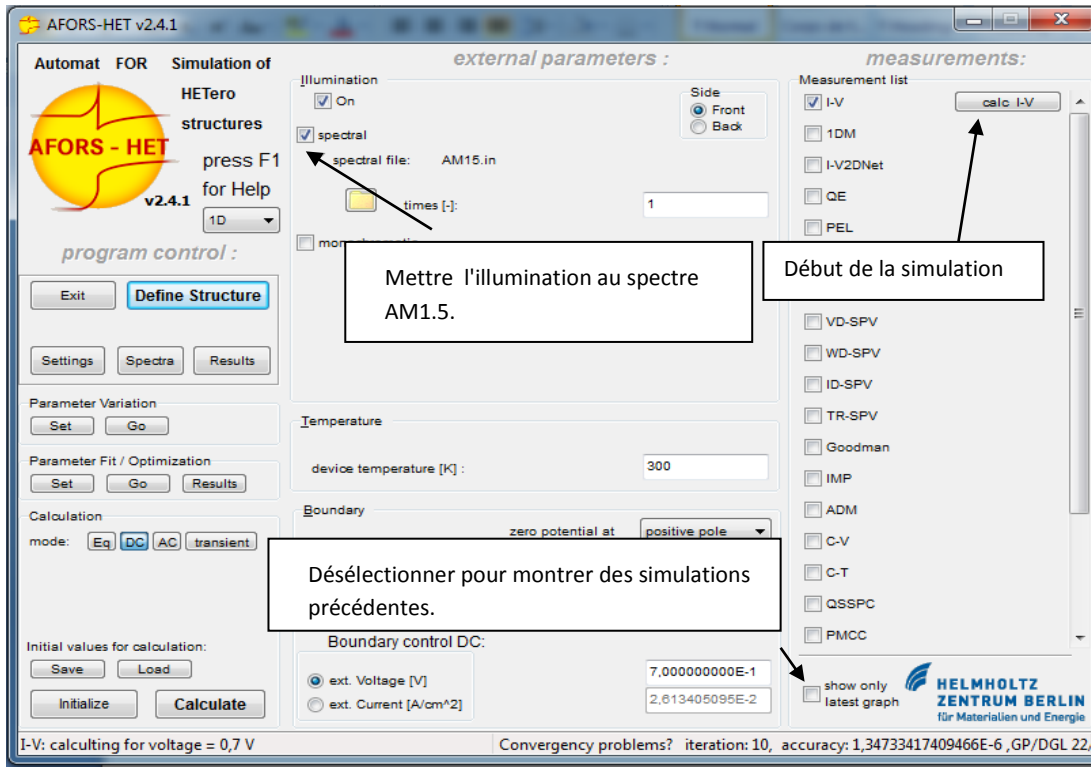 AFORS-HET v2.4.1
Automat FOR Simulation of
HETero
structures
AFORS - HET
v2.4.1
press F1
for Help
1D
program control :
Exit
Define Structure
Settings
Spectra
Results
Parameter Variation
Set
Go
Parameter Fit / Optimization
Set
Go
Results
Calculation
mode: Eq DC AC transient
Initial values for calculation:
Save
Load
Initialize
Calculate
external parameters :
Illumination
On
Side
Front
Back
spectral
spectral file: AM15.in
times [-]: 1
Mettre l'illumination au spectre
AM1.5.
Temperature
device temperature [K] : 300
Boundary
zero potential at positive pole
Désélectionner pour montrer des simulations
précédentes.
Boundary control DC:
ext. Voltage [V] 7,000000000E-1
ext. Current [A/cm^2] 2,613405095E-2
measurements:
Measurement list
I-V
calc I-V
1DM
I-V2DNet
QE
PEL
Début de la simulation
VD-SPV
WD-SPV
ID-SPV
TR-SPV
Goodman
IMP
ADM
C-V
C-T
QSSPC
PMCC
show only
latest graph
HELMHOLTZ
ZENTRUM BERLIN
für Materialien und Energie
I-V: calculting for voltage = 0,7 V
Convergency problems? iteration: 10, accuracy: 1,34733417409466E-6 ,GP/DGL 22/